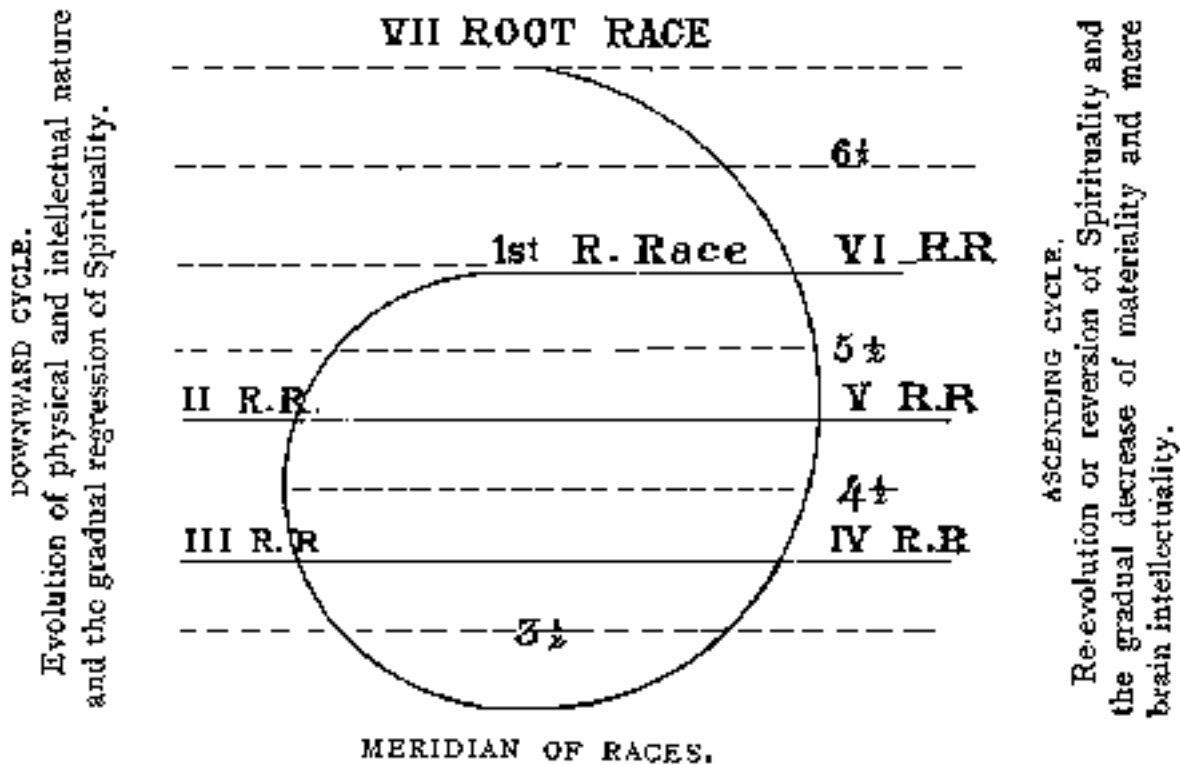 VII ROOT RACE
DOWNWARD CYCLE.
Evolution of physical and intellectual nature
and the gradual regression of Spirituality.
6½
1st R. Race VI R.R
5½
II R.R. V R.R
4½
III R.R IV R.R
3½
MERIDIAN OF RACES.
ASCENDING CYCLE.
Re-evolution or reversion of Spirituality and
the gradual decrease of materiality and mere
brain intellectuality.